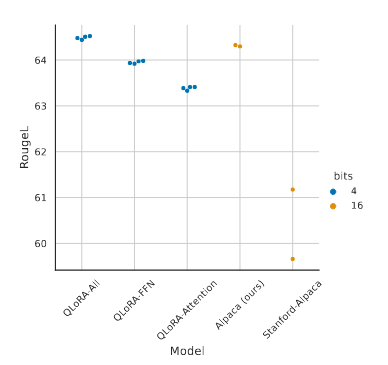 64
63
62
61
60
RougeL
bits
4
16
QLoRA-All
QLoRA-FFN
QLoRA-Attention
Alpaca (ours)
Stanford-Alpaca
Model